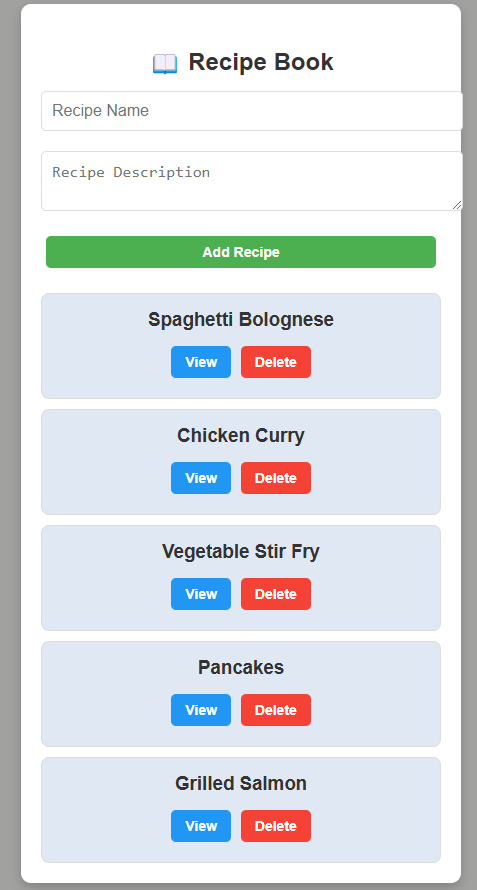 📖 Recipe Book
Recipe Name
Recipe Description
Add Recipe
Spaghetti Bolognese
View Delete
Chicken Curry
View Delete
Vegetable Stir Fry
View Delete
Pancakes
View Delete
Grilled Salmon
View Delete